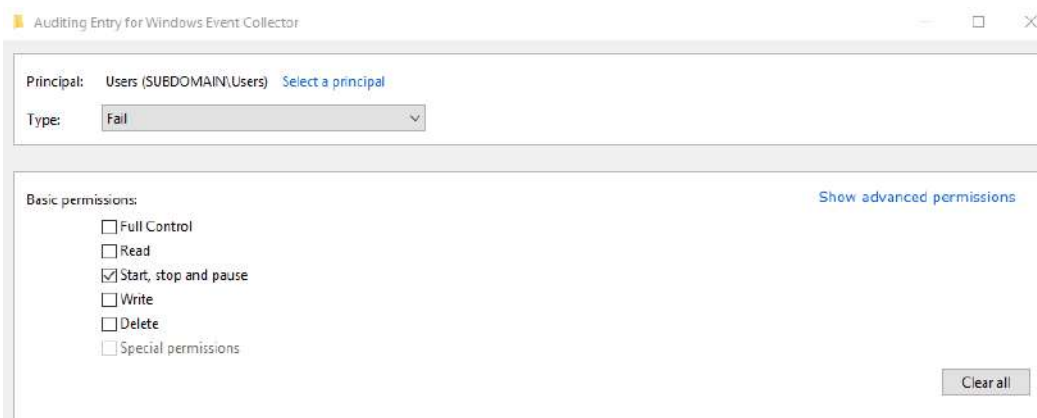 Auditing Entry for Windows Event Collector
Principal: Users (SUBDOMAIN\Users) Select a principal
Type: Fail
Basic permissions: Show advanced permissions
Full Control
Read
Start, stop and pause
Write
Delete
Special permissions
Clear all